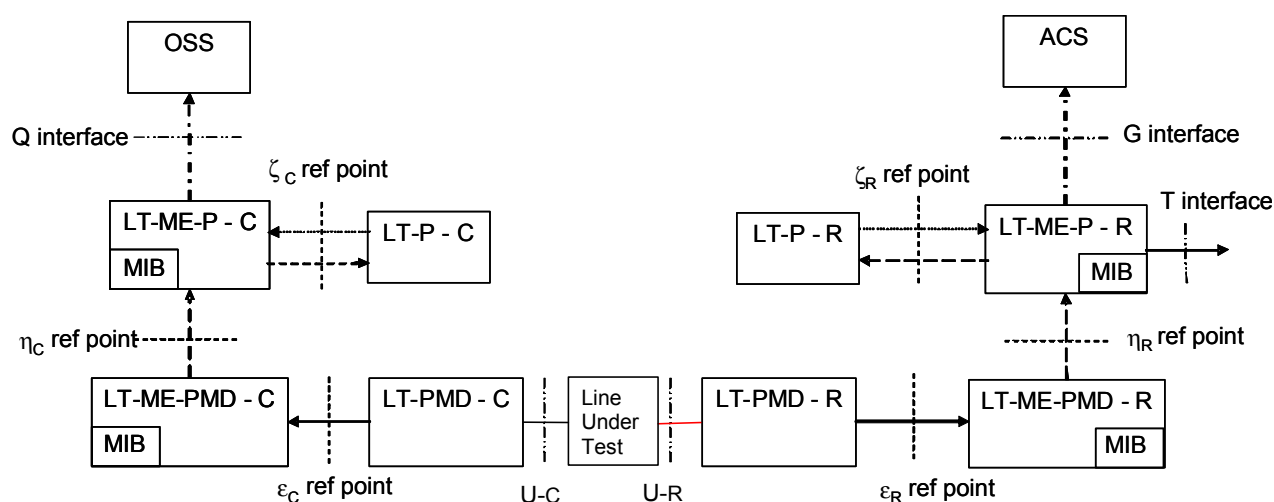 OSS
ACS
Q interface
G interface
ζC ref point
ζR ref point
T interface
LT-ME-P - C
MIB
LT-P - C
LT-P - R
LT-ME-P - R
MIB
ηC ref point
ηR ref point
LT-ME-PMD - C
MIB
LT-PMD - C
Line
Under
Test
LT-PMD - R
LT-ME-PMD - R
MIB
εC ref point
U-C
U-R
εR ref point